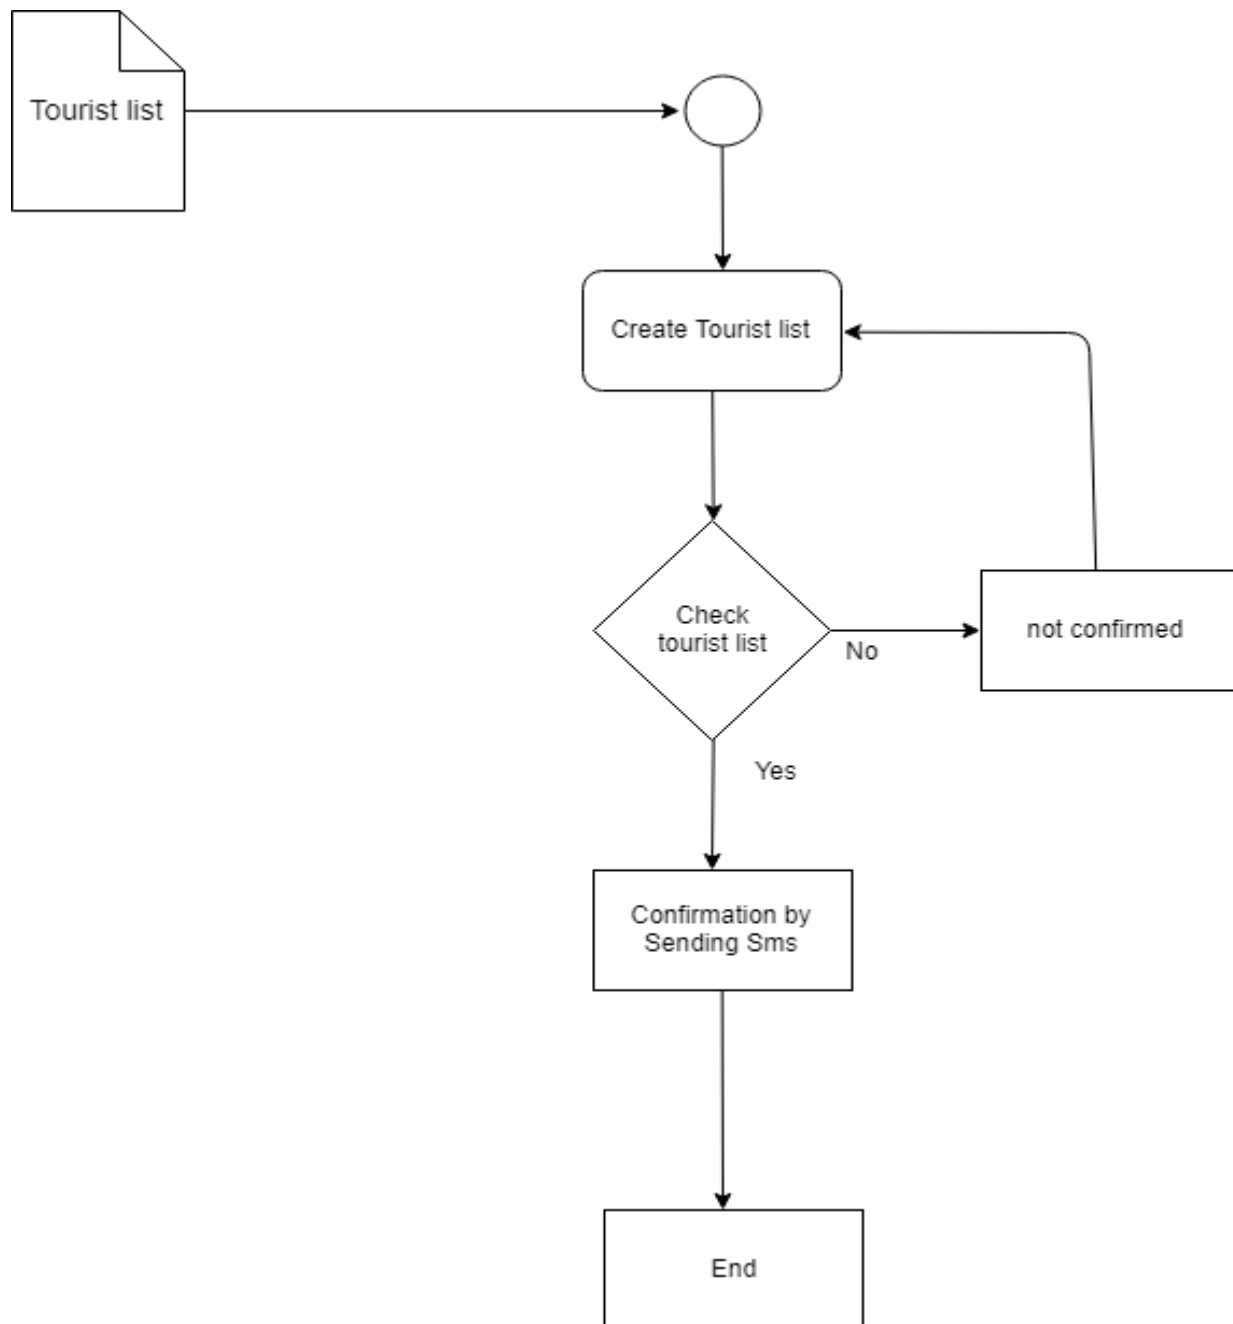 Tourist list
Create Tourist list
Check
tourist list
No
not confirmed
Yes
Confirmation by
Sending Sms
End